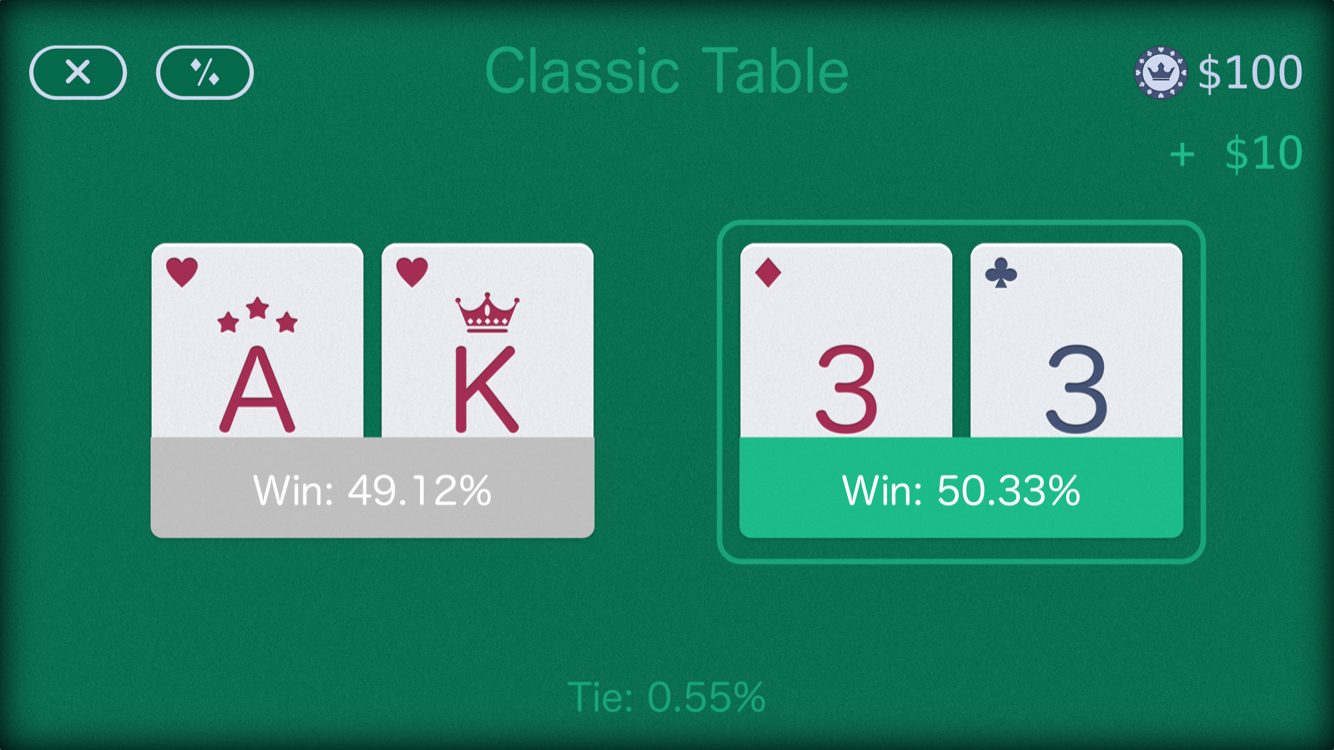 Classic Table
$100
+ $10
A K
3 3
Win: 49.12%
Win: 50.33%
Tie: 0.55%